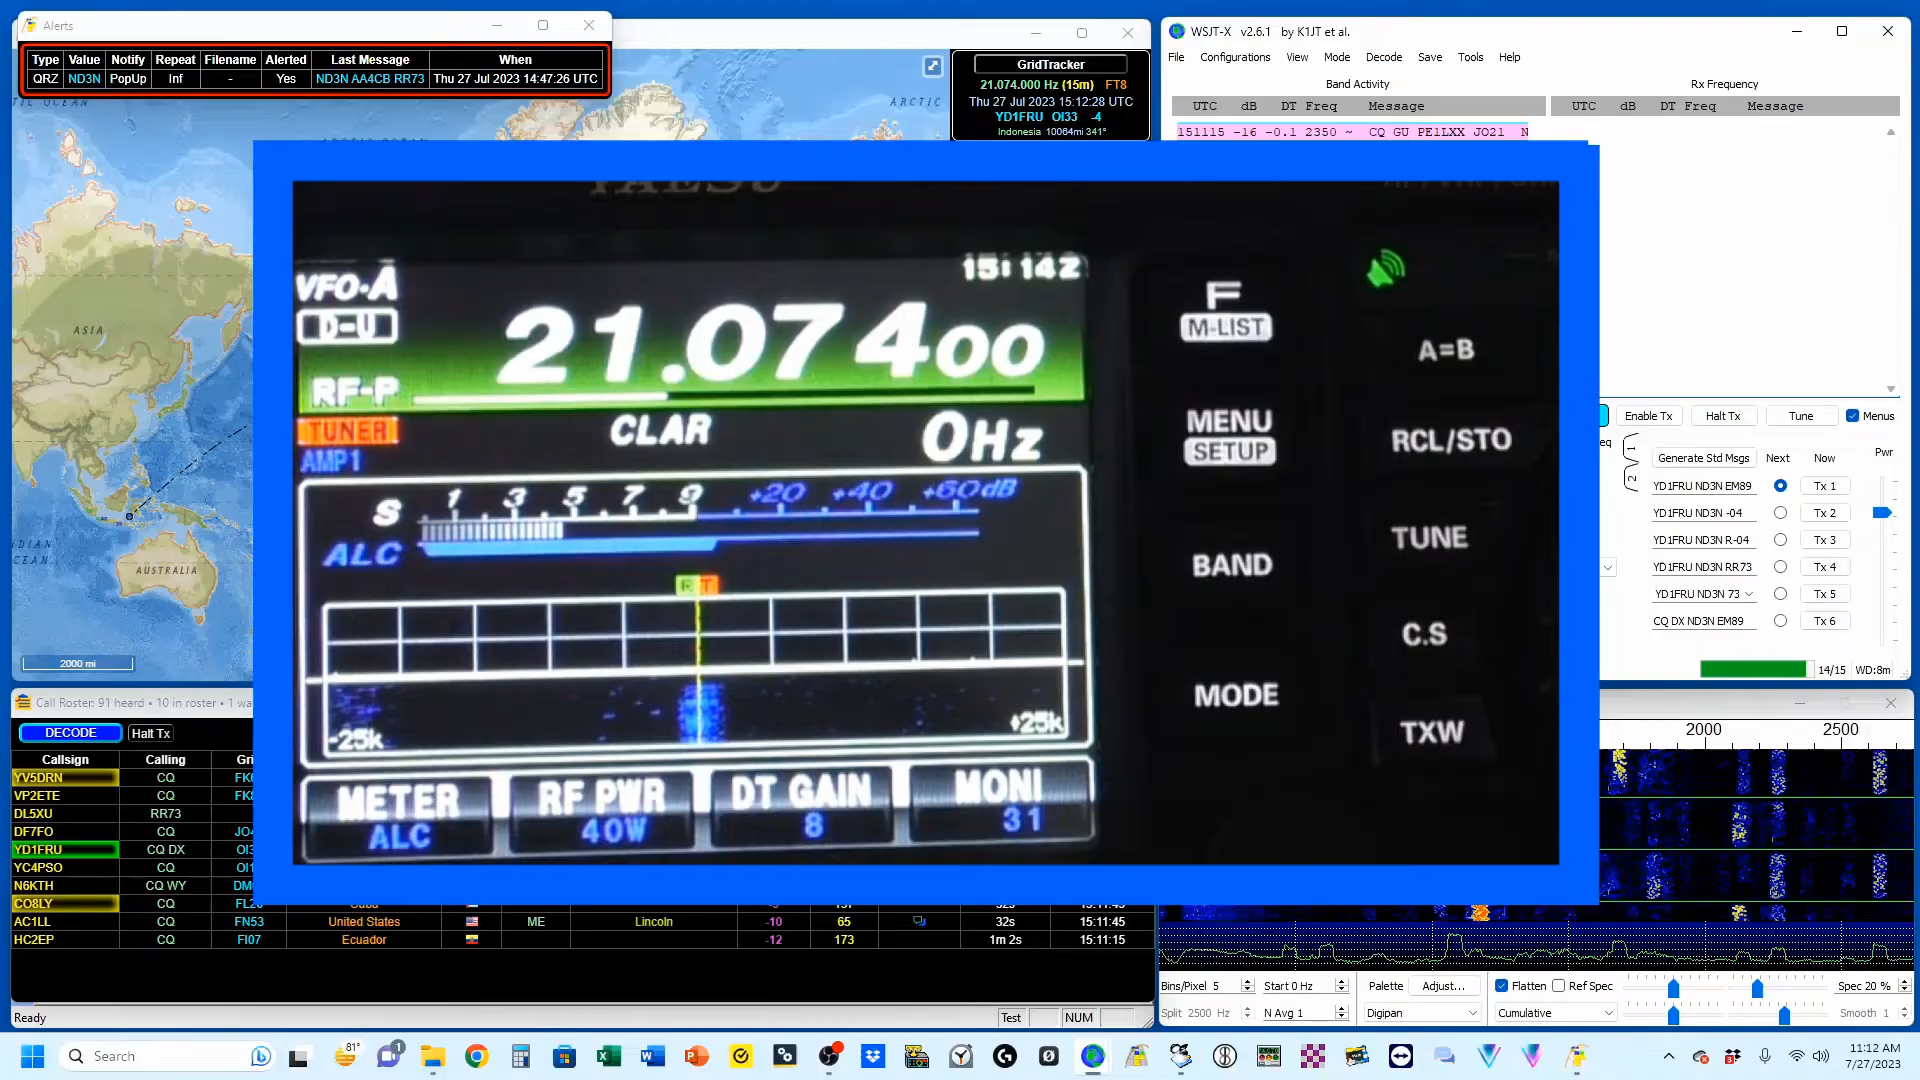 Alerts
Type Value Notify Repeat Filename Alerted Last Message When
QRZ ND3N PopUp Inf - Yes ND3N AA4CB RR73 Thu 27 Jul 2023 14:47:26 UTC
ARCTIC
ASIA
AUSTRALIA
2000 mi
GridTracker
21.074.000 Hz (15m) FT8
Thu 27 Jul 2023 15:12:28 UTC
YD1FRU OI33 -4
Indonesia 10064mi 341°
WSJT-X v2.6.1 by K1JT et al.
File Configurations View Mode Decode Save Tools Help
Band Activity
Rx Frequency
UTC dB DT Freq Message
UTC dB DT Freq Message
151115 -16 -0.1 2350 ~ CQ GU PE1LXX JO21 N
15:14Z
VFO-A
D-U
21.07400
RF-P
TUNER
CLAR 0Hz
AMP1
S 1 3 5 7 9 +20 +40 +60dB
ALC
R T
-25k +25k
METER RF PWR DT GAIN MONI
ALC 40W 8 31
F
M-LIST
A=B
MENU
SETUP
RCL/STO
BAND
TUNE
C.S
MODE
TXW
Enable Tx Halt Tx Tune Menus
1
2
Generate Std Msgs Next Now Pwr
YD1FRU ND3N EM89 Tx 1
YD1FRU ND3N -04 Tx 2
YD1FRU ND3N R-04 Tx 3
YD1FRU ND3N RR73 Tx 4
YD1FRU ND3N 73 Tx 5
CQ DX ND3N EM89 Tx 6
14/15 WD:8m
Call Roster: 91 heard • 10 in roster • 1 wa
DECODE Halt Tx
Callsign Calling Gri
YV5DRN CQ
VP2ETE CQ
DL5XU RR73
DF7FO CQ
YD1FRU CQ DX
YC4PSO CQ
N6KTH CQ WY
CO8LY CQ
AC1LL CQ FN53 United States ME Lincoln -10 65 32s 15:11:45
HC2EP CQ FI07 Ecuador -12 173 1m 2s 15:11:15
Ready
Test NUM
2000 2500
Bins/Pixel 5 Start 0 Hz Palette Adjust... Flatten Ref Spec Spec 20 %
Split 2500 Hz N Avg 1 Digipan Cumulative Smooth 1
81°
1
Search
11:12 AM
7/27/2023